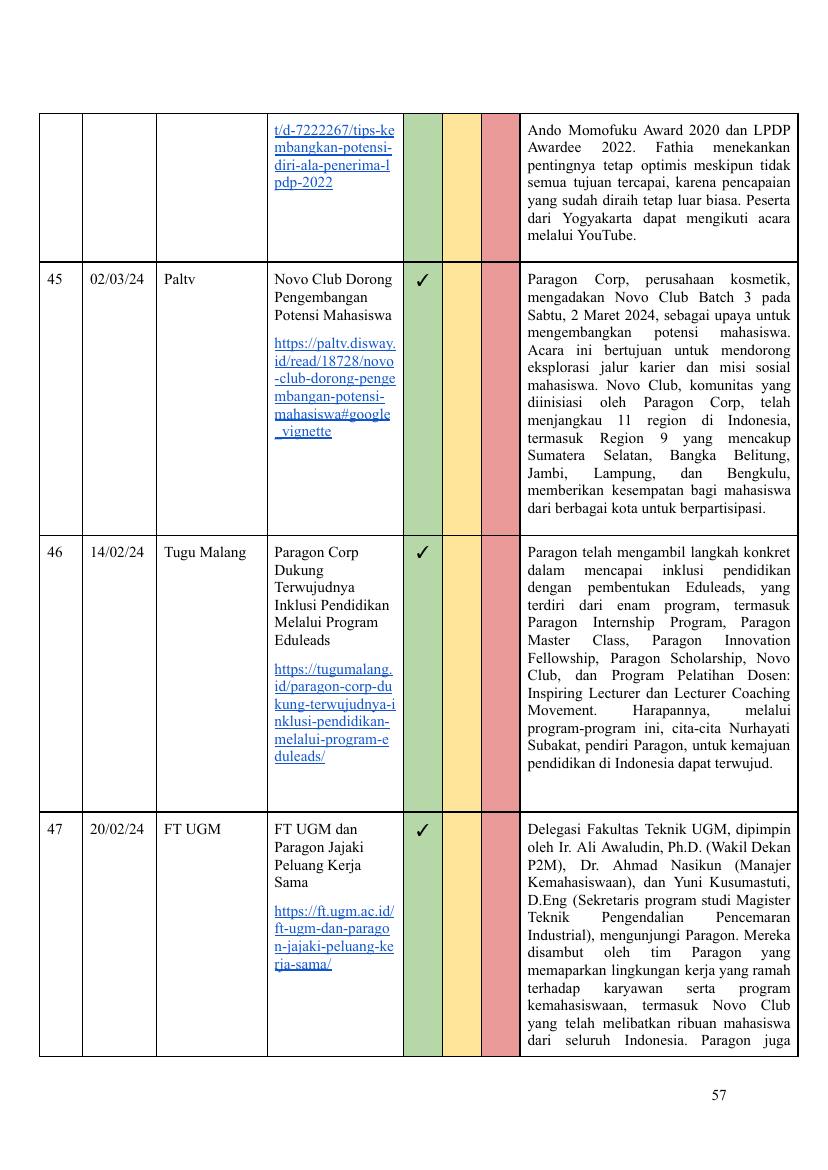 t/d-7222267/tips-ke
mbangkan-potensi-
diri-ala-penerima-l
pdp-2022
Ando Momofuku Award 2020 dan LPDP
Awardee 2022. Fathia menekankan
pentingnya tetap optimis meskipun tidak
semua tujuan tercapai, karena pencapaian
yang sudah diraih tetap luar biasa. Peserta
dari Yogyakarta dapat mengikuti acara
melalui YouTube.
45
02/03/24
Paltv
Novo Club Dorong
Pengembangan
Potensi Mahasiswa
https://paltv.disway.
id/read/18728/novo
-club-dorong-penge
mbangan-potensi-
mahasiswa#google
_vignette
✓
Paragon Corp, perusahaan kosmetik,
mengadakan Novo Club Batch 3 pada
Sabtu, 2 Maret 2024, sebagai upaya untuk
mengembangkan potensi mahasiswa.
Acara ini bertujuan untuk mendorong
eksplorasi jalur karier dan misi sosial
mahasiswa. Novo Club, komunitas yang
diinisiasi oleh Paragon Corp, telah
menjangkau 11 region di Indonesia,
termasuk Region 9 yang mencakup
Sumatera Selatan, Bangka Belitung,
Jambi, Lampung, dan Bengkulu,
memberikan kesempatan bagi mahasiswa
dari berbagai kota untuk berpartisipasi.
46
14/02/24
Tugu Malang
Paragon Corp
Dukung
Terwujudnya
Inklusi Pendidikan
Melalui Program
Eduleads
https://tugumalang.
id/paragon-corp-du
kung-terwujudnya-i
nklusi-pendidikan-
melalui-program-e
duleads/
✓
Paragon telah mengambil langkah konkret
dalam mencapai inklusi pendidikan
dengan pembentukan Eduleads, yang
terdiri dari enam program, termasuk
Paragon Internship Program, Paragon
Master Class, Paragon Innovation
Fellowship, Paragon Scholarship, Novo
Club, dan Program Pelatihan Dosen:
Inspiring Lecturer dan Lecturer Coaching
Movement. Harapannya, melalui
program-program ini, cita-cita Nurhayati
Subakat, pendiri Paragon, untuk kemajuan
pendidikan di Indonesia dapat terwujud.
47
20/02/24
FT UGM
FT UGM dan
Paragon Jajaki
Peluang Kerja
Sama
https://ft.ugm.ac.id/
ft-ugm-dan-parago
n-jajaki-peluang-ke
rja-sama/
✓
Delegasi Fakultas Teknik UGM, dipimpin
oleh Ir. Ali Awaludin, Ph.D. (Wakil Dekan
P2M), Dr. Ahmad Nasikun (Manajer
Kemahasiswaan), dan Yuni Kusumastuti,
D.Eng (Sekretaris program studi Magister
Teknik Pengendalian Pencemaran
Industrial), mengunjungi Paragon. Mereka
disambut oleh tim Paragon yang
memaparkan lingkungan kerja yang ramah
terhadap karyawan serta program
kemahasiswaan, termasuk Novo Club
yang telah melibatkan ribuan mahasiswa
dari seluruh Indonesia. Paragon juga
57